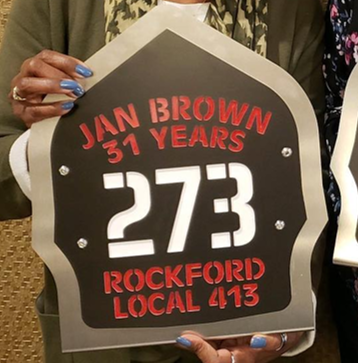 JAN BROWN
31 YEARS
273
ROCKFORD
LOCAL 413